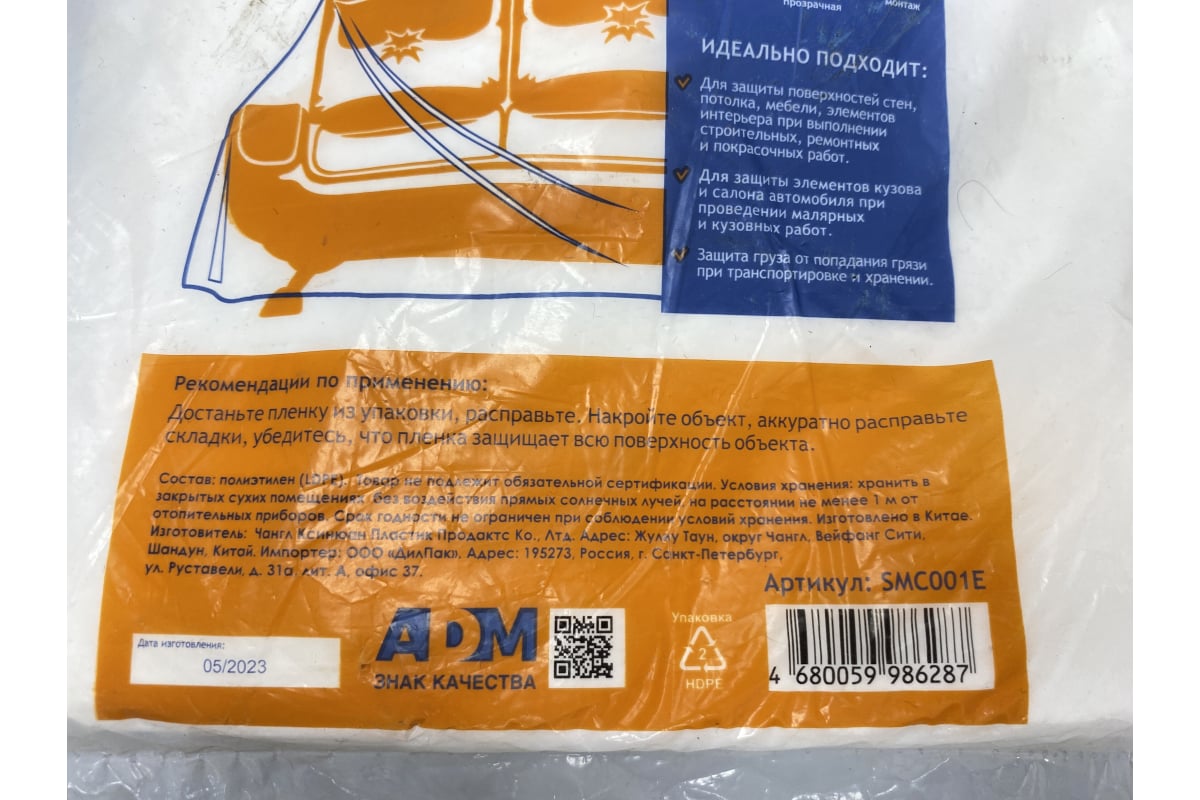 прозрачная
монтаж
ИДЕАЛЬНО ПОДХОДИТ:
Для защиты поверхностей стен,
потолка, мебели, элементов
интерьера при выполнении
строительных, ремонтных
и покрасочных работ.
Для защиты элементов кузова
и салона автомобиля при
проведении малярных
и кузовных работ.
Защита груза от попадания грязи
при транспортировке и хранении.
Рекомендации по применению:
Достаньте пленку из упаковки, расправьте. Накройте объект, аккуратно расправьте
складки, убедитесь, что пленка защищает всю поверхность объекта.
Состав: полиэтилен (LDPE). Товар не подлежит обязательной сертификации. Условия хранения: хранить в
закрытых сухих помещениях, без воздействия прямых солнечных лучей, на расстоянии не менее 1 м от
отопительных приборов. Срок годности не ограничен при соблюдении условий хранения. Изготовлено в Китае.
Изготовитель: Чангл Ксинюан Пластик Продактс Ко., Лтд. Адрес: Жуллу Таун, округ Чангл, Вейфанг Сити,
Шандун, Китай. Импортер: ООО «ДилПак». Адрес: 195273, Россия, г. Санкт-Петербург,
ул. Руставели, д. 31а, лит. А, офис 37.
Артикул: SMC001E
Дата изготовления:
05/2023
ADM
ЗНАК КАЧЕСТВА
Упаковка
2
HDPE
4 680059 986287